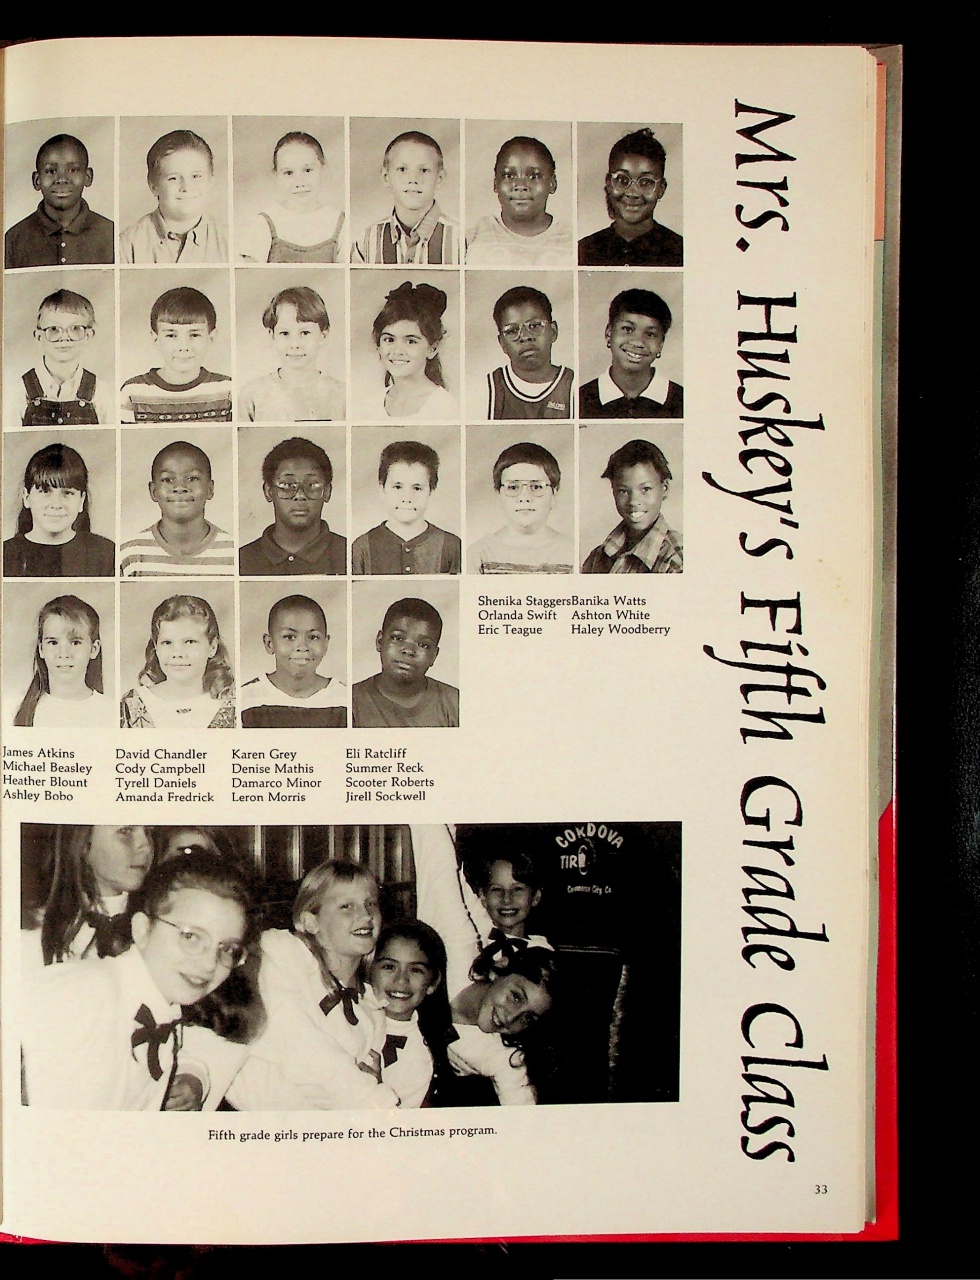 Mrs. Huskey's Fifth Grade Class
Shenika Staggers
Orlanda Swift
Eric Teague
Banika Watts
Ashton White
Haley Woodberry
James Atkins
Michael Beasley
Heather Blount
Ashley Bobo
David Chandler
Cody Campbell
Tyrell Daniels
Amanda Fredrick
Karen Grey
Denise Mathis
Damarco Minor
Leron Morris
Eli Ratcliff
Summer Reck
Scooter Roberts
Jirell Sockwell
CORDOVA
Fifth grade girls prepare for the Christmas program.
33